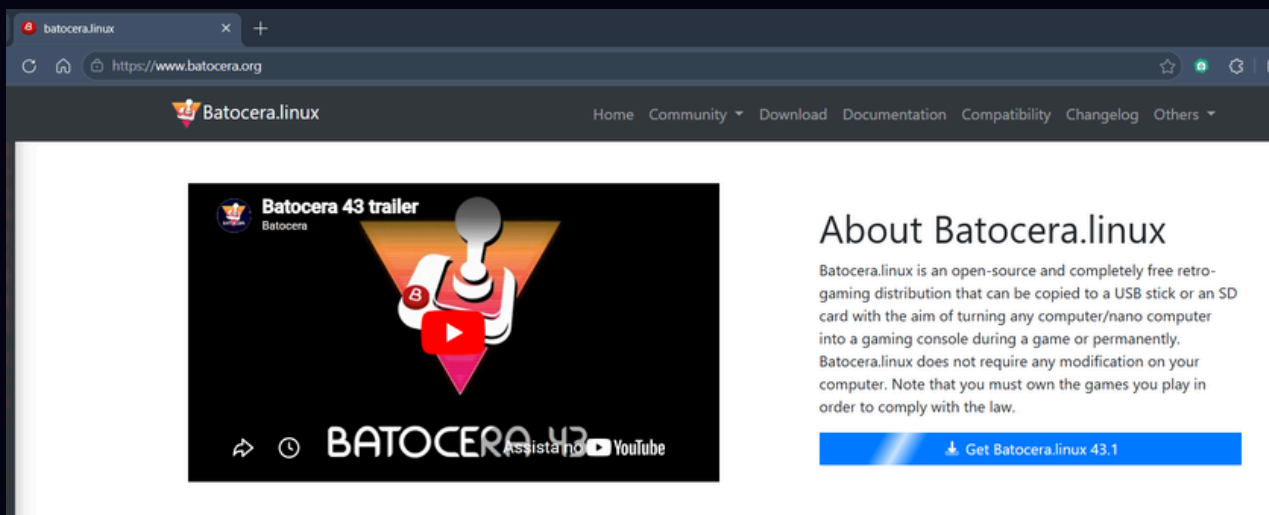 batocera.linux
https://www.batocera.org
Batocera.linux
Home Community Download Documentation Compatibility Changelog Others
Batocera 43 trailer
Batocera
B
BATOCERA 43
Assista no YouTube
About Batocera.linux
Batocera.linux is an open-source and completely free retro-
gaming distribution that can be copied to a USB stick or an SD
card with the aim of turning any computer/nano computer
into a gaming console during a game or permanently.
Batocera.linux does not require any modification on your
computer. Note that you must own the games you play in
order to comply with the law.
Get Batocera.linux 43.1